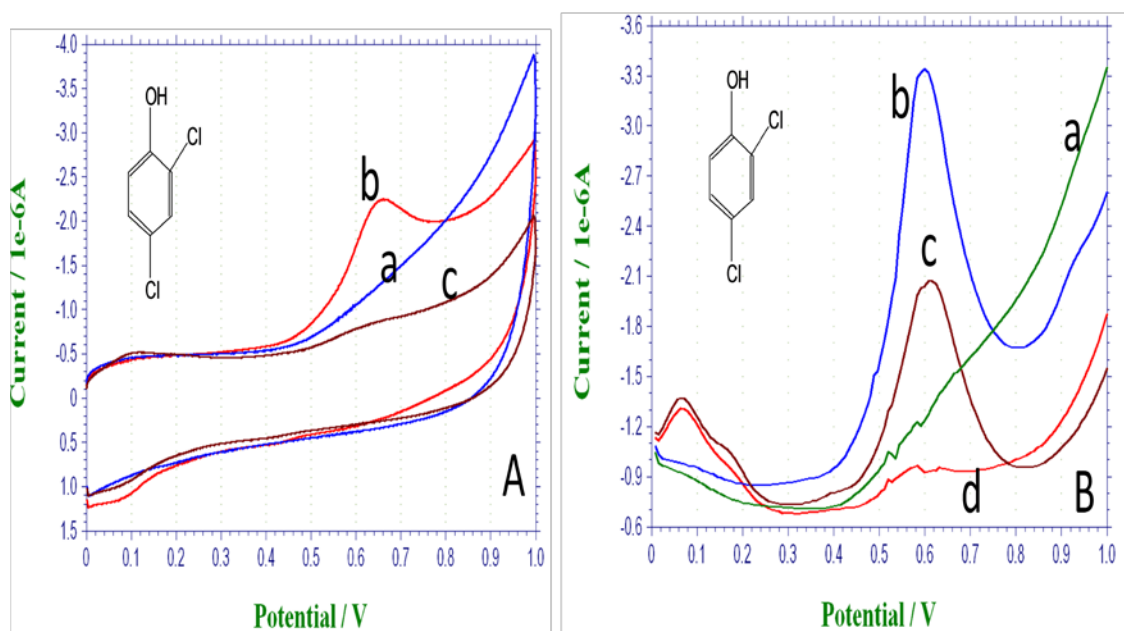 -4.0
-3.5
-3.0
-2.5
-2.0
-1.5
-1.0
-0.5
0
0.5
1.0
1.5
Current / 1e-6A
OH
Cl
Cl
b
a
c
A
0 0.1 0.2 0.3 0.4 0.5 0.6 0.7 0.8 0.9 1.0
Potential / V
-3.6
-3.3
-3.0
-2.7
-2.4
-2.1
-1.8
-1.5
-1.2
-0.9
-0.6
Current / 1e-6A
OH
Cl
Cl
b
a
c
d
B
0 0.1 0.2 0.3 0.4 0.5 0.6 0.7 0.8 0.9 1.0
Potential / V